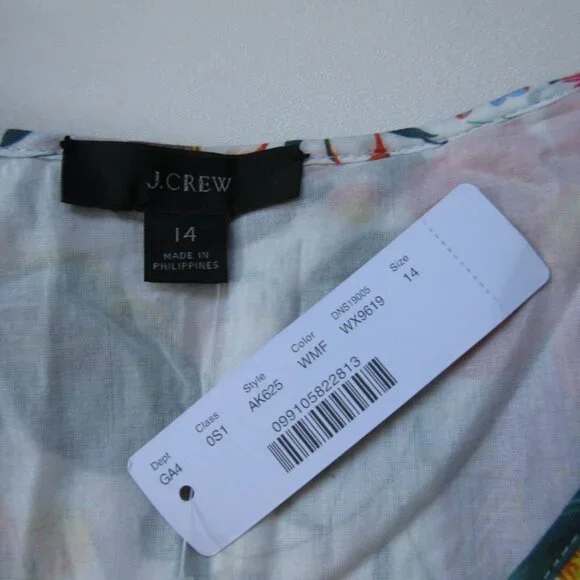 J.CREW
14
MADE IN
PHILIPPINES
Dept Class Style Color DNS19005 Size
GA4 0S1 AK625 WMF WX9619 14
099105822813